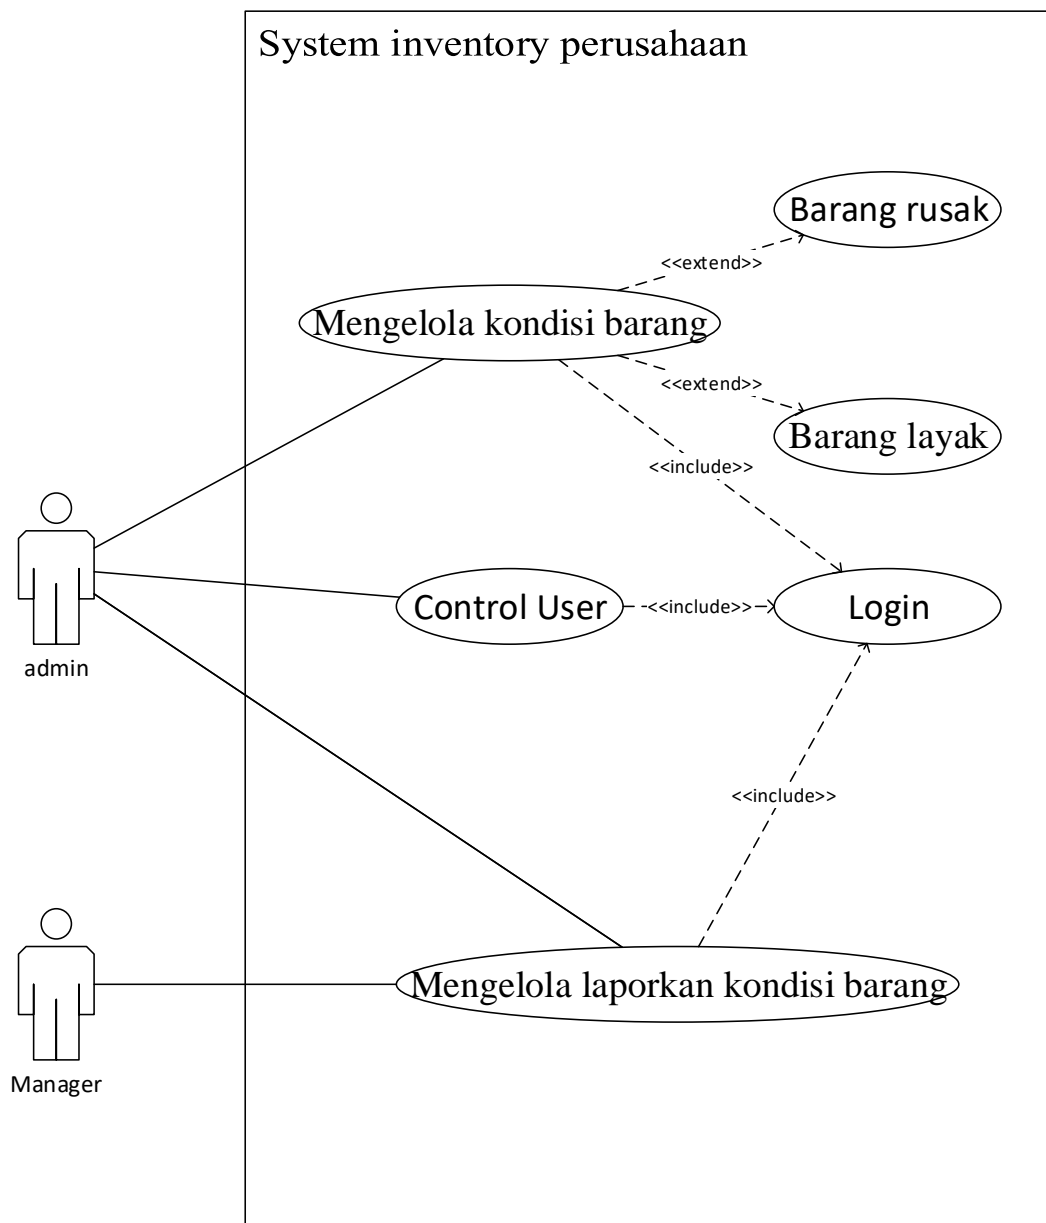 System inventory perusahaan
Barang rusak
<<extend>>
Mengelola kondisi barang
<<extend>>
Barang layak
<<include>>
Control User
<<include>>
Login
admin
<<include>>
Mengelola laporkan kondisi barang
Manager